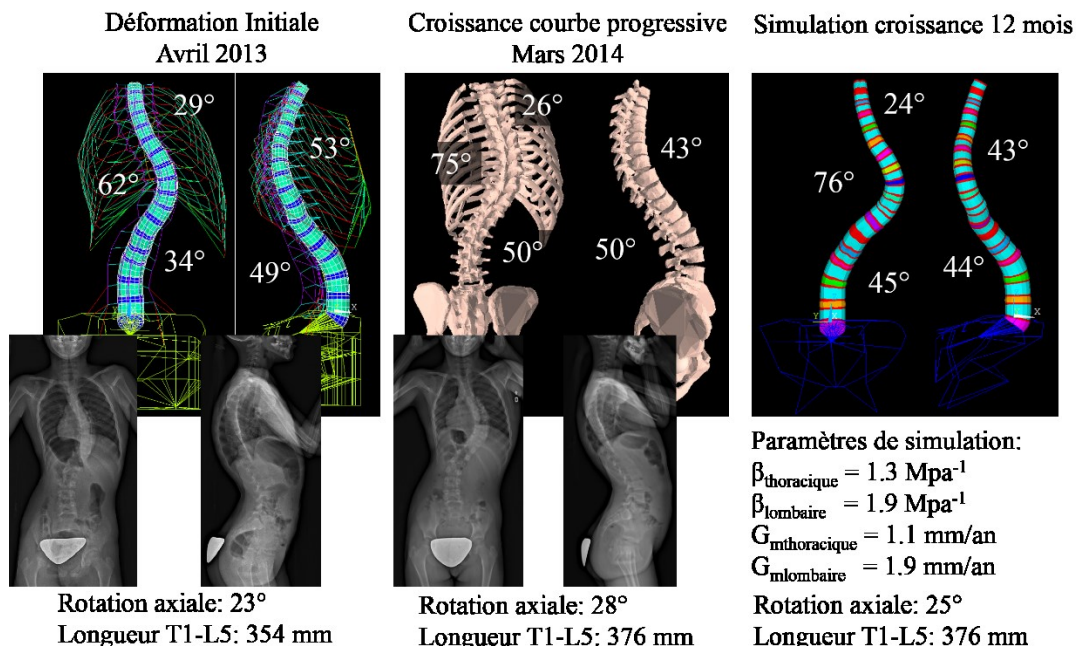 Déformation Initiale
Avril 2013
29°
53°
62°
34°
49°
Rotation axiale: 23°
Longueur T1-L5: 354 mm
Croissance courbe progressive
Mars 2014
26°
75°
43°
50°
50°
Rotation axiale: 28°
Longueur T1-L5: 376 mm
Simulation croissance 12 mois
24°
43°
76°
45°
44°
Y
X
X
Paramètres de simulation:
βthoracique = 1.3 Mpa-1
βlombaire = 1.9 Mpa-1
Gmthoracique = 1.1 mm/an
Gmlombaire = 1.9 mm/an
Rotation axiale: 25°
Longueur T1-L5: 376 mm